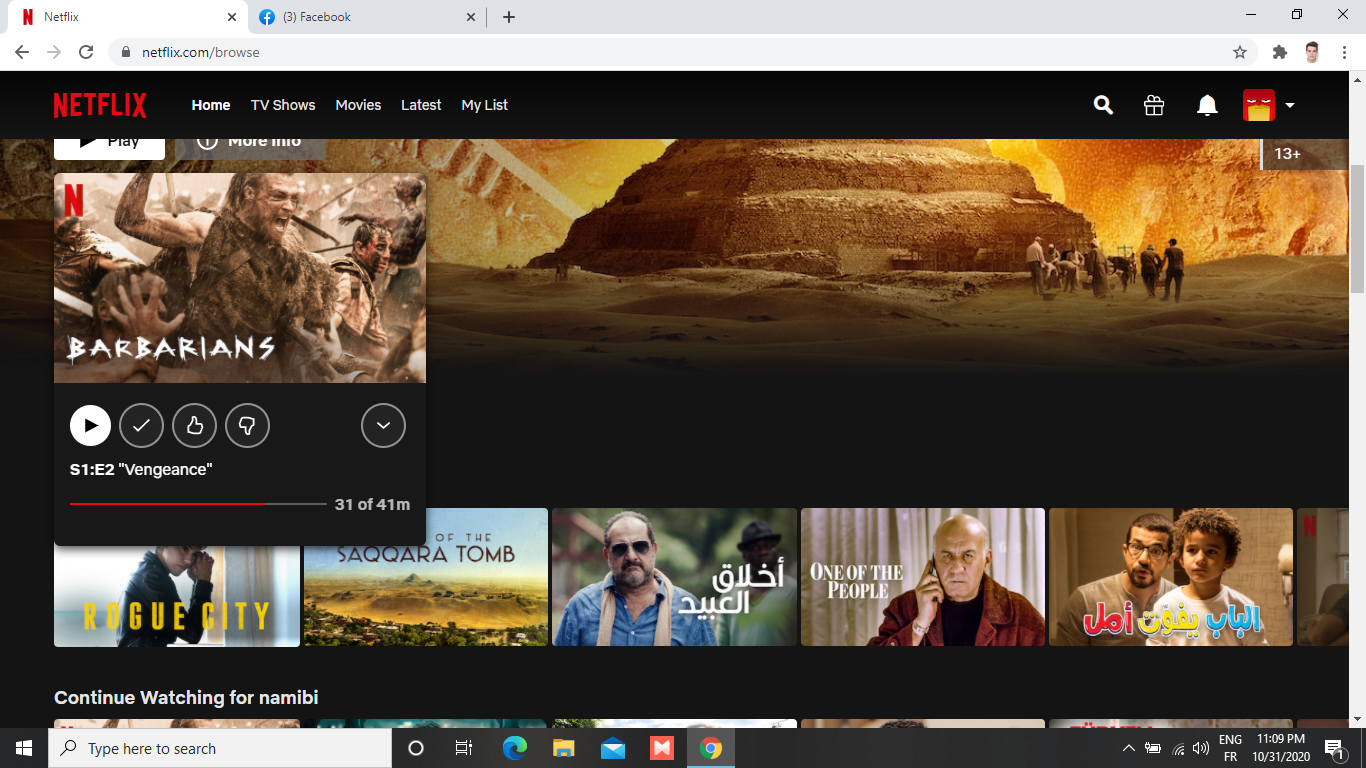 Netflix
(3) Facebook
netflix.com/browse
NETFLIX
Home
TV Shows
Movies
Latest
My List
Play
More Info
13+
N
BARBARIANS
S1:E2 "Vengeance"
31 of 41m
ROGUE CITY
OF THE
SAQQARA TOMB
أخلاق
العبيد
ONE OF THE
PEOPLE
الباب يفوّت أمل
N
Continue Watching for namibi
Type here to search
ENG
FR
11:09 PM
10/31/2020
1